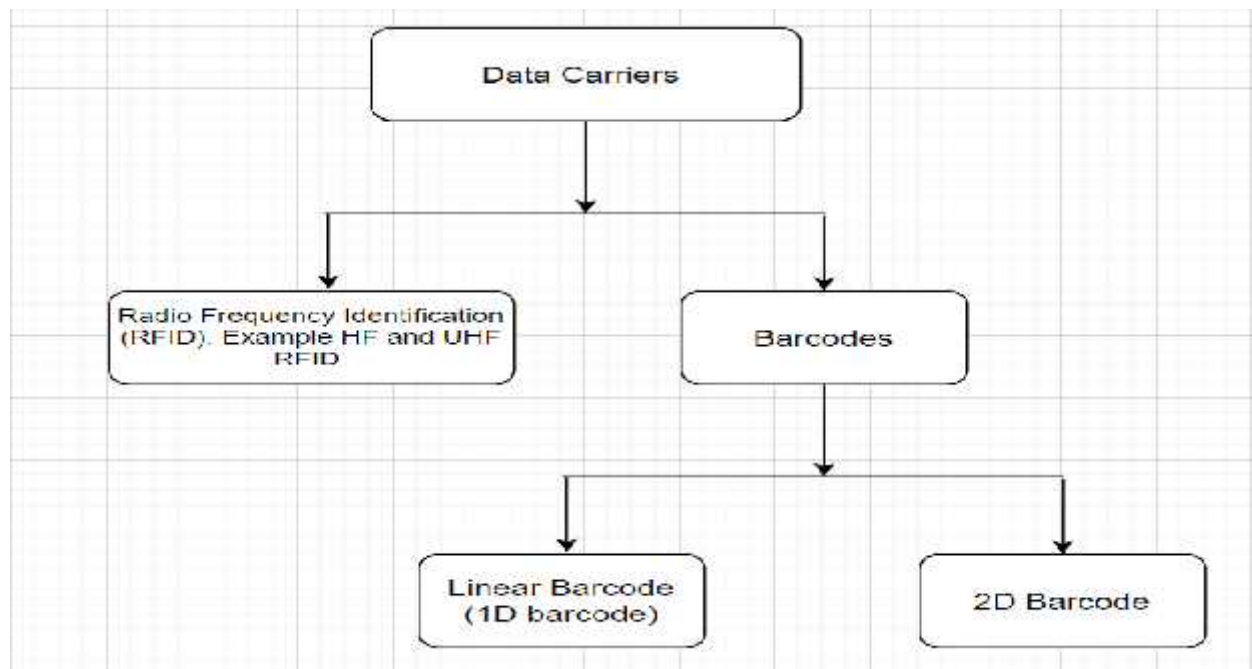 Data Carriers
Radio Frequency Identification
(RFID). Example HF and UHF
RFID
Barcodes
Linear Barcode
(1D barcode)
2D Barcode